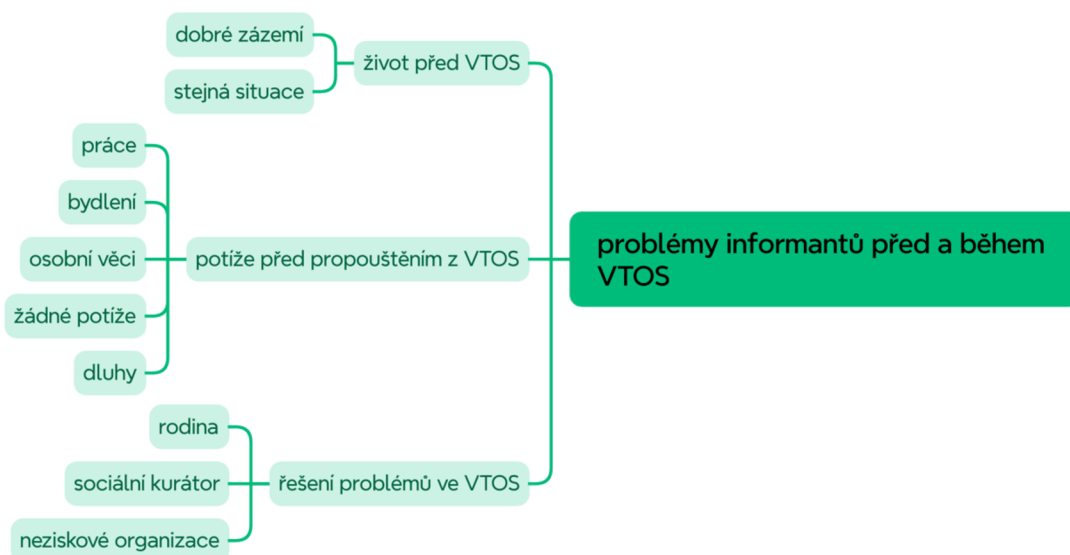 dobré zázemí
život před VTOS
stejná situace
práce
bydlení
osobní věci
potíže před propouštěním z VTOS
žádné potíže
dluhy
problémy informantů před a během
VTOS
rodina
sociální kurátor
řešení problémů ve VTOS
neziskové organizace